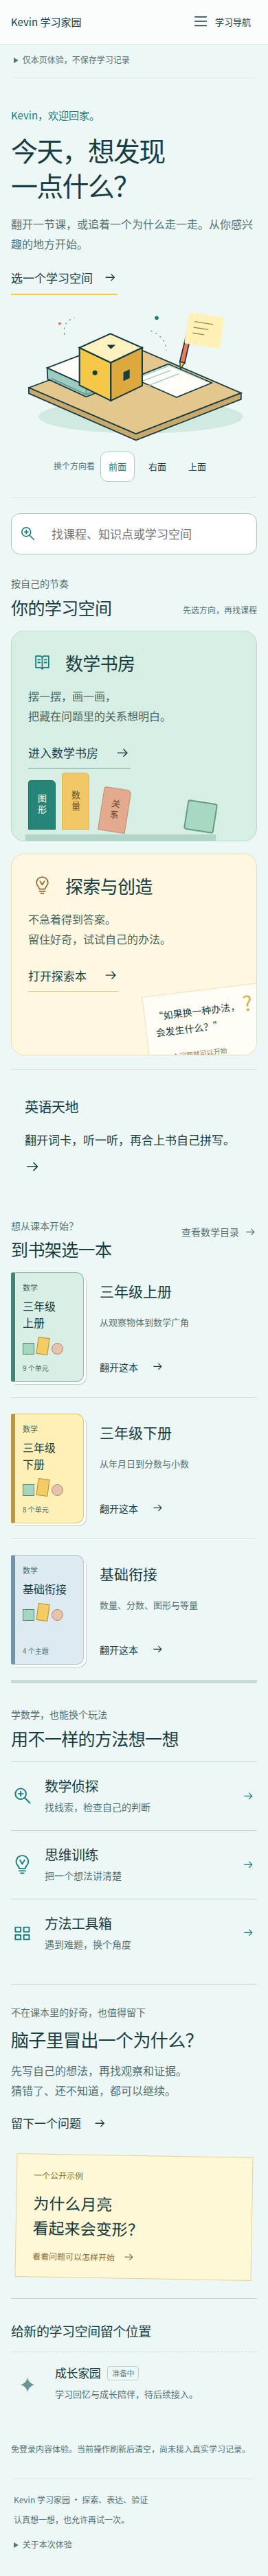 Kevin 学习家园
学习导航
仅本页体验，不保存学习记录
Kevin，欢迎回家。
今天，想发现
一点什么？
翻开一节课，或追着一个为什么走一走。从你感兴
趣的地方开始。
选一个学习空间
换个方向看
前面
右面
上面
找课程、知识点或学习空间
按自己的节奏
你的学习空间
先选方向，再找课程
数学书房
摆一摆，画一画，
把藏在问题里的关系想明白。
进入数学书房
图形
数量
关系
探索与创造
不急着得到答案。
留住好奇，试试自己的办法。
打开探索本
“如果换一种办法，
会发生什么？”
?
英语天地
翻开词卡，听一听，再合上书自己拼写。
想从课本开始？
到书架选一本
查看数学目录
数学
三年级
上册
9 个单元
三年级上册
从观察物体到数学广角
翻开这本
数学
三年级
下册
8 个单元
三年级下册
从年月日到分数与小数
翻开这本
数学
基础衔接
4 个主题
基础衔接
数量、分数、图形与等量
翻开这本
学数学，也能换个玩法
用不一样的方法想一想
数学侦探
找线索，检查自己的判断
思维训练
把一个想法讲清楚
方法工具箱
遇到难题，换个角度
不在课本里的好奇，也值得留下
脑子里冒出一个为什么？
先写自己的想法，再找观察和证据。
猜错了、还不知道，都可以继续。
留下一个问题
一个公开示例
为什么月亮
看起来会变形？
看看问题可以怎样开始
给新的学习空间留个位置
成长家园
准备中
学习回忆与成长陪伴，待后续接入。
免登录内容体验。当前操作刷新后清空，尚未接入真实学习记录。
Kevin 学习家园 · 探索、表达、验证
认真想一想，也允许再试一次。
关于本次体验